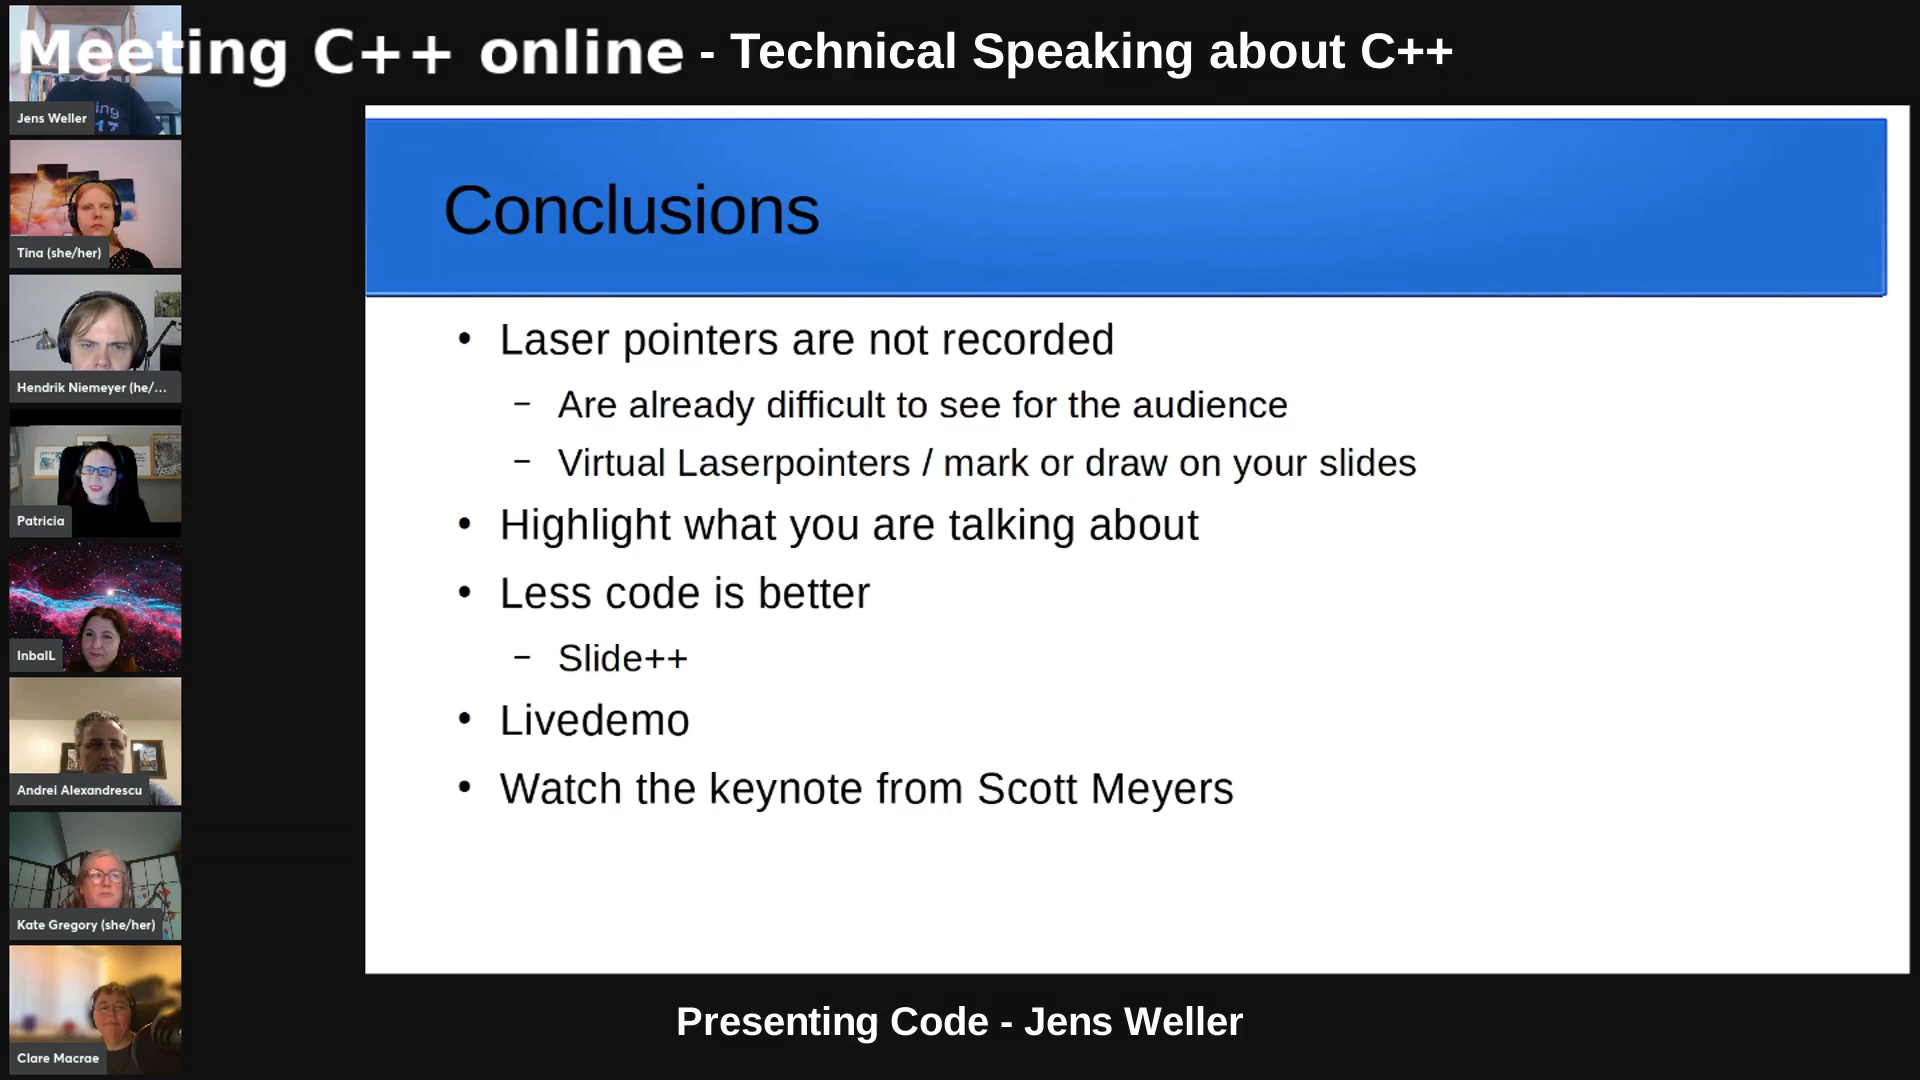 Meeting C++ online - Technical Speaking about C++
ing
17
Jens Weller
Tina (she/her)
Hendrik Niemeyer (he/...
Patricia
InbalL
Andrei Alexandrescu
Kate Gregory (she/her)
Clare Macrae
Conclusions
• Laser pointers are not recorded
– Are already difficult to see for the audience
– Virtual Laserpointers / mark or draw on your slides
• Highlight what you are talking about
• Less code is better
– Slide++
• Livedemo
• Watch the keynote from Scott Meyers
Presenting Code - Jens Weller